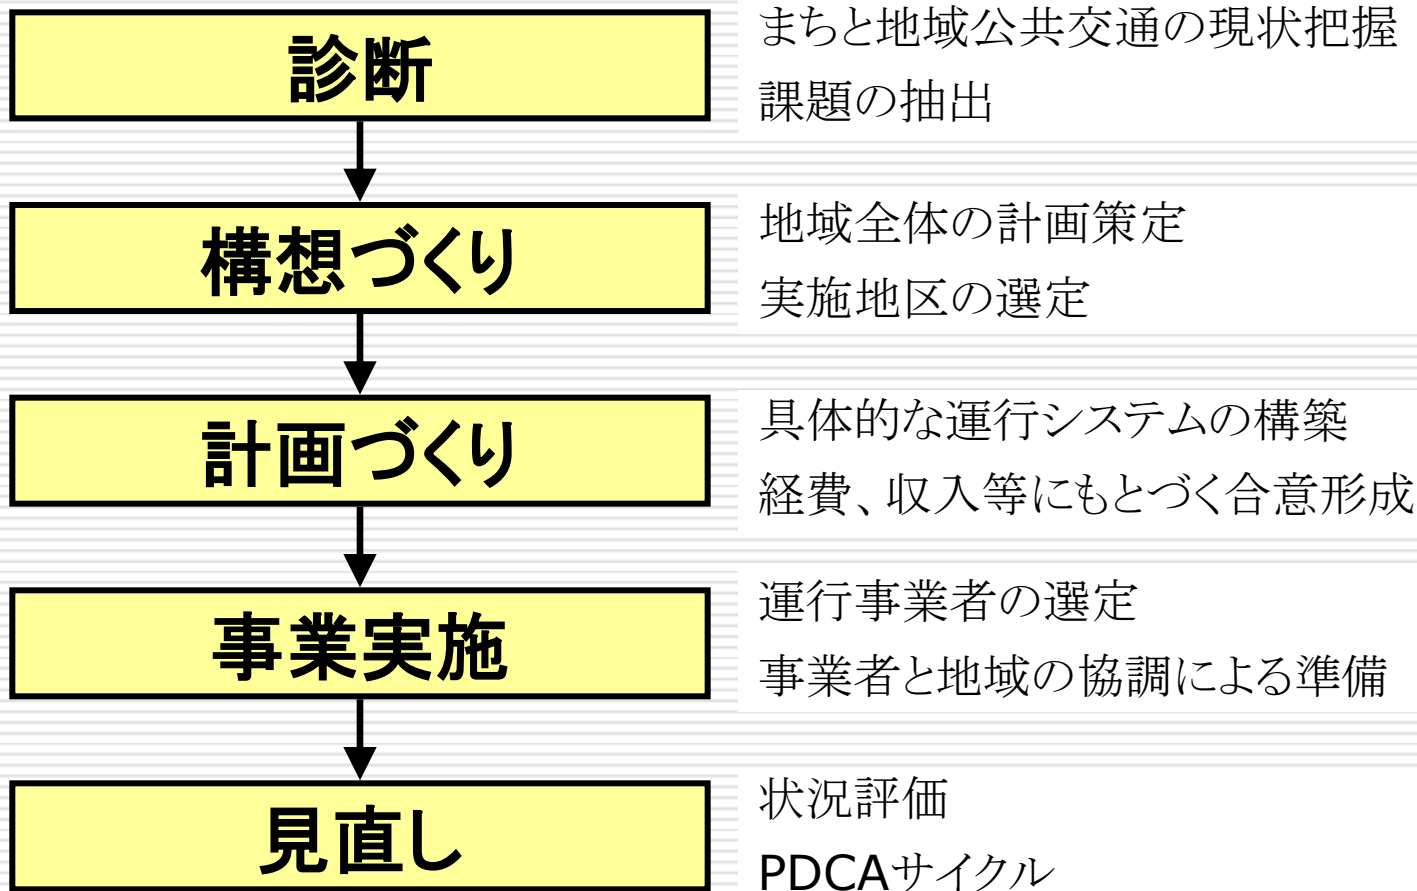 診断
まちと地域公共交通の現状把握
課題の抽出
構想づくり
地域全体の計画策定
実施地区の選定
計画づくり
具体的な運行システムの構築
経費、収入等にもとづく合意形成
事業実施
運行事業者の選定
事業者と地域の協調による準備
見直し
状況評価
PDCAサイクル